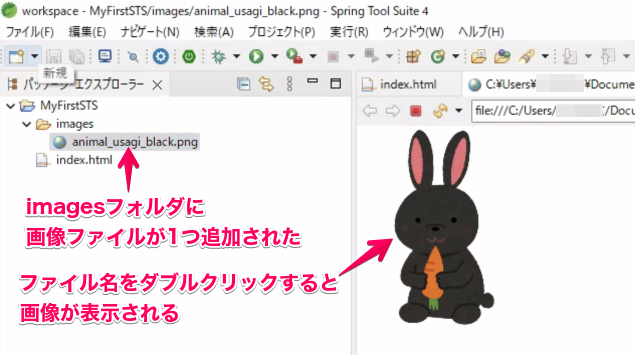 workspace - MyFirstSTS/images/animal_usagi_black.png - Spring Tool Suite 4
ファイル(F) 編集(E) ナビゲート(N) 検索(A) プロジェクト(P) 実行(R) ウィンドウ(W) ヘルプ(H)
新規
パッケージ・エクスプローラー
index.html
C:¥Users¥
¥Docume
MyFirstSTS
file:///C:/Users/
/Doc
images
animal_usagi_black.png
index.html
imagesフォルダに
画像ファイルが1つ追加された
ファイル名をダブルクリックすると
画像が表示される